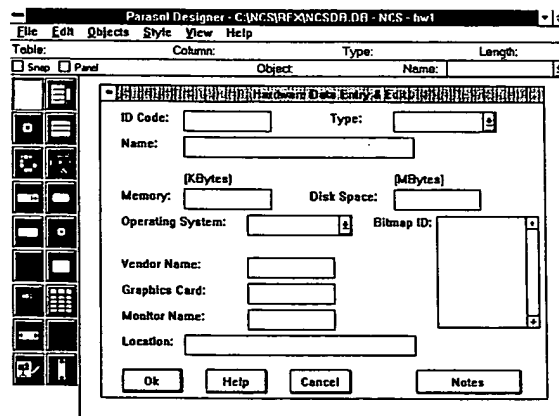 Parasol Designer - C:\NCS\RFX\NCSDB.DB - NCS - hw1
File Edit Objects Style View Help
Table: Column: Type: Length:
Snap Panel Object: Name:
Hardware Data Entry & Editor
ID Code: Type:
Name:
(KBytes) (MBytes)
Memory: Disk Space:
Operating System: Bitmap ID:
Vendor Name:
Graphics Card:
Monitor Name:
Location:
Ok Help Cancel Notes